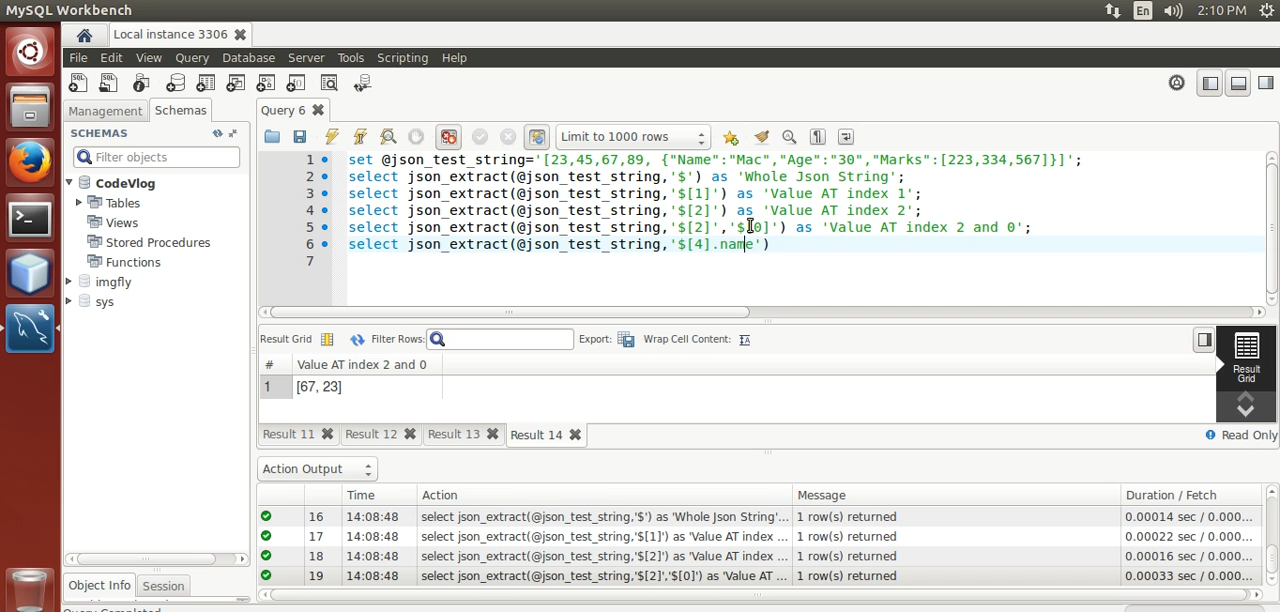 MySQL Workbench
En
2:10 PM
Local instance 3306
File Edit View Query Database Server Tools Scripting Help
Management Schemas
Query 6
SCHEMAS
Limit to 1000 rows
Filter objects
CodeVlog
Tables
Views
Stored Procedures
Functions
imgfly
sys
1 set @json_test_string='[23,45,67,89, {"Name":"Mac","Age":"30","Marks":[223,334,567]}]';
2 select json_extract(@json_test_string,'$') as 'Whole Json String';
3 select json_extract(@json_test_string,'$[1]') as 'Value AT index 1';
4 select json_extract(@json_test_string,'$[2]') as 'Value AT index 2';
5 select json_extract(@json_test_string,'$[2]','$[0]') as 'Value AT index 2 and 0';
6 select json_extract(@json_test_string,'$[4].name')
7
Result Grid Filter Rows: Export: Wrap Cell Content:
# Value AT index 2 and 0
1 [67, 23]
Result Grid
Result 11 Result 12 Result 13 Result 14
Read Only
Action Output
Time Action Message Duration / Fetch
16 14:08:48 select json_extract(@json_test_string,'$') as 'Whole Json String'... 1 row(s) returned 0.00014 sec / 0.000...
17 14:08:48 select json_extract(@json_test_string,'$[1]') as 'Value AT index ... 1 row(s) returned 0.00022 sec / 0.000...
18 14:08:48 select json_extract(@json_test_string,'$[2]') as 'Value AT index ... 1 row(s) returned 0.00016 sec / 0.000...
19 14:08:48 select json_extract(@json_test_string,'$[2]','$[0]') as 'Value AT ... 1 row(s) returned 0.00033 sec / 0.000...
Object Info Session
Query Completed